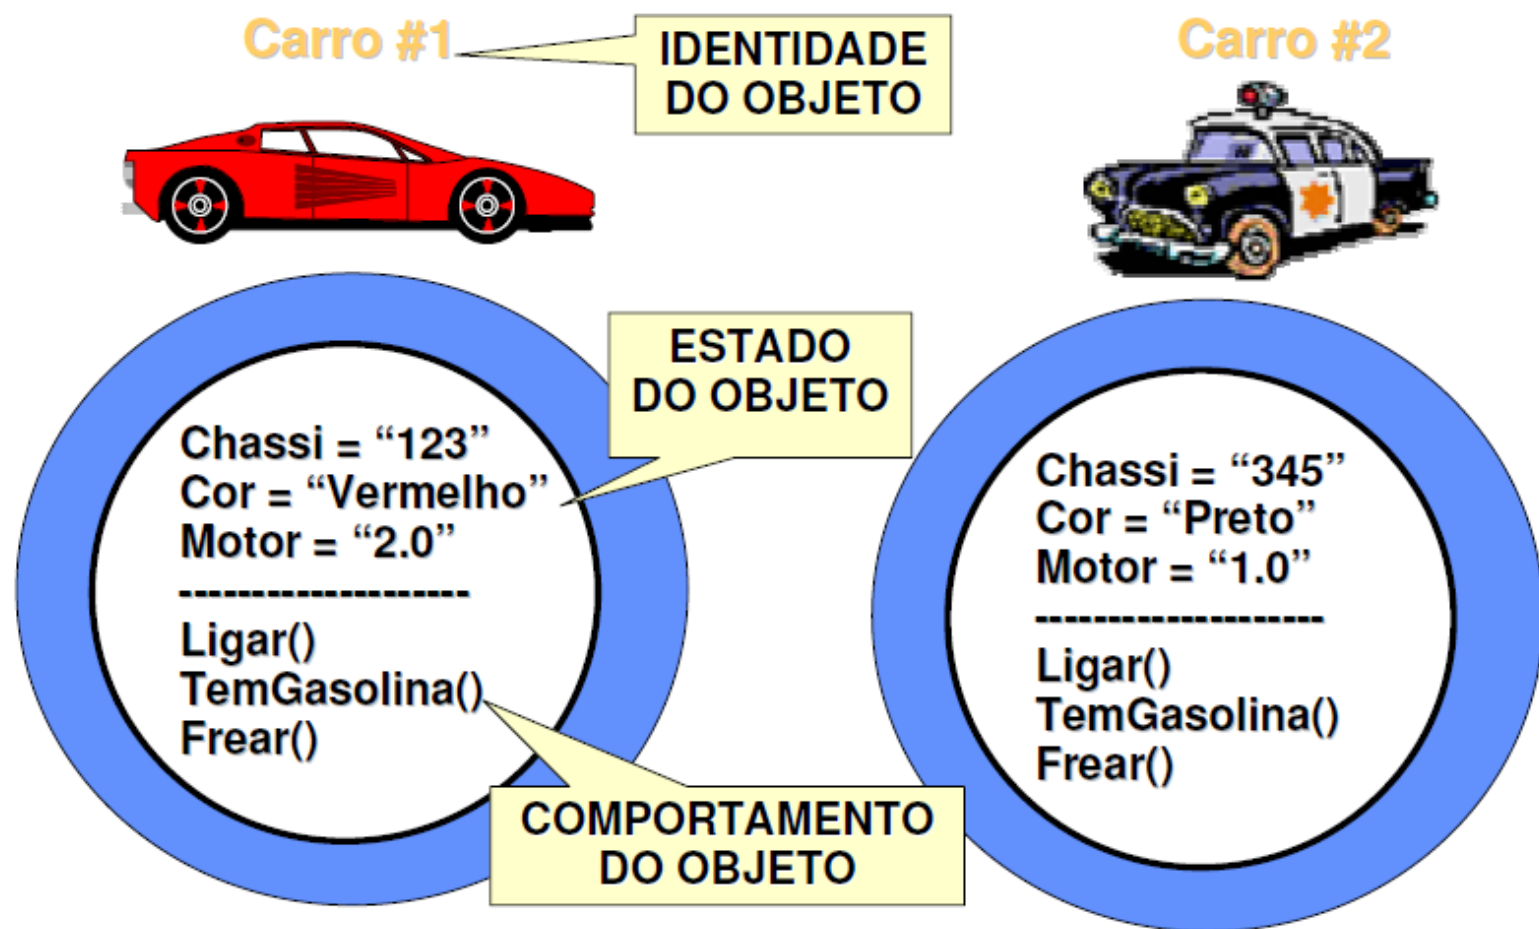 Carro #1
IDENTIDADE
DO OBJETO
Carro #2
ESTADO
DO OBJETO
Chassi = “123”
Cor = “Vermelho”
Motor = “2.0”
--------------------
Ligar()
TemGasolina()
Frear()
COMPORTAMENTO
DO OBJETO
Chassi = “345”
Cor = “Preto”
Motor = “1.0”
--------------------
Ligar()
TemGasolina()
Frear()